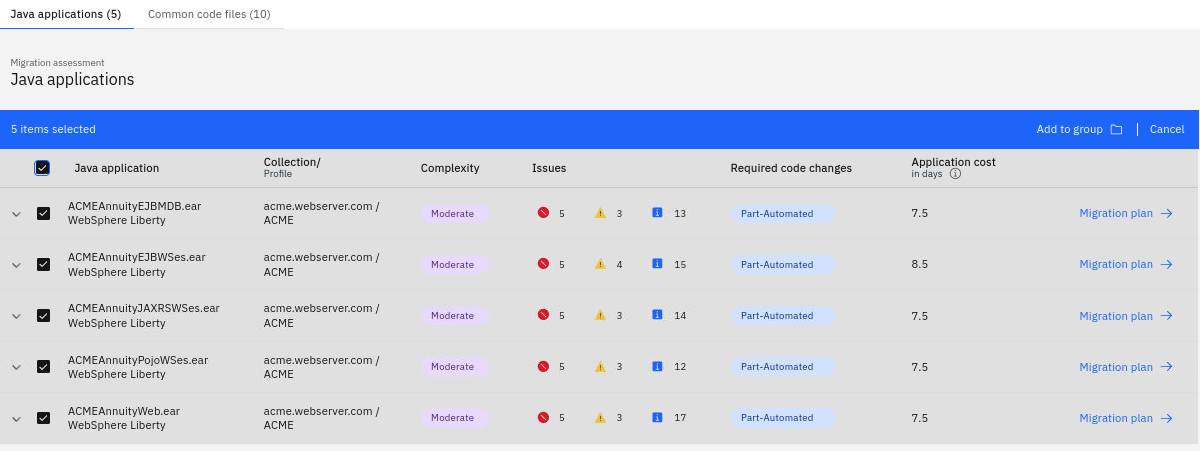 Java applications (5) Common code files (10)
Migration assessment
Java applications
5 items selected Add to group Cancel
Java application Collection/ Profile Complexity Issues Required code changes Application cost in days
ACMEAnnuityEJBMDB.ear acme.webserver.com /
WebSphere Liberty ACME Moderate 5 3 13 Part-Automated 7.5 Migration plan
ACMEAnnuityEJBWSes.ear acme.webserver.com /
WebSphere Liberty ACME Moderate 5 4 15 Part-Automated 8.5 Migration plan
ACMEAnnuityJAXRSWSes.ear acme.webserver.com /
WebSphere Liberty ACME Moderate 5 3 14 Part-Automated 7.5 Migration plan
ACMEAnnuityPojoWSes.ear acme.webserver.com /
WebSphere Liberty ACME Moderate 5 3 12 Part-Automated 7.5 Migration plan
ACMEAnnuityWeb.ear acme.webserver.com /
WebSphere Liberty ACME Moderate 5 3 17 Part-Automated 7.5 Migration plan